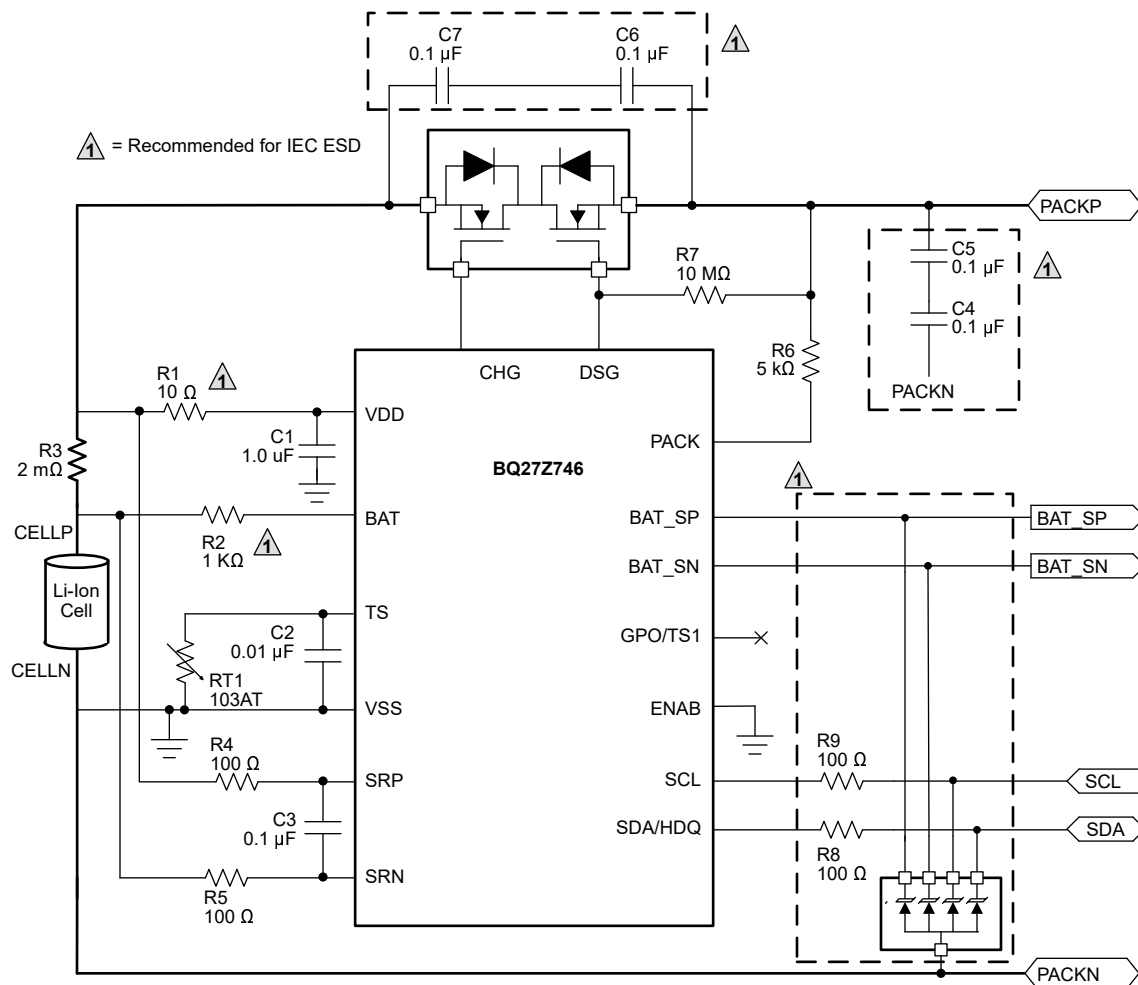 C7
0.1 µF
C6
0.1 µF
1
1 = Recommended for IEC ESD
PACKP
C5
0.1 µF
1
C4
0.1 µF
PACKN
R7
10 MΩ
R6
5 kΩ
R1
10 Ω
1
C1
1.0 uF
R3
2 mΩ
R2
1 KΩ
1
CELLP
Li-Ion
Cell
CELLN
C2
0.01 µF
RT1
103AT
R4
100 Ω
C3
0.1 µF
R5
100 Ω
CHG
DSG
VDD
BAT
TS
VSS
SRP
SRN
BQ27Z746
PACK
BAT_SP
BAT_SN
GPO/TS1
ENAB
SCL
SDA/HDQ
1
R9
100 Ω
R8
100 Ω
BAT_SP
BAT_SN
SCL
SDA
PACKN